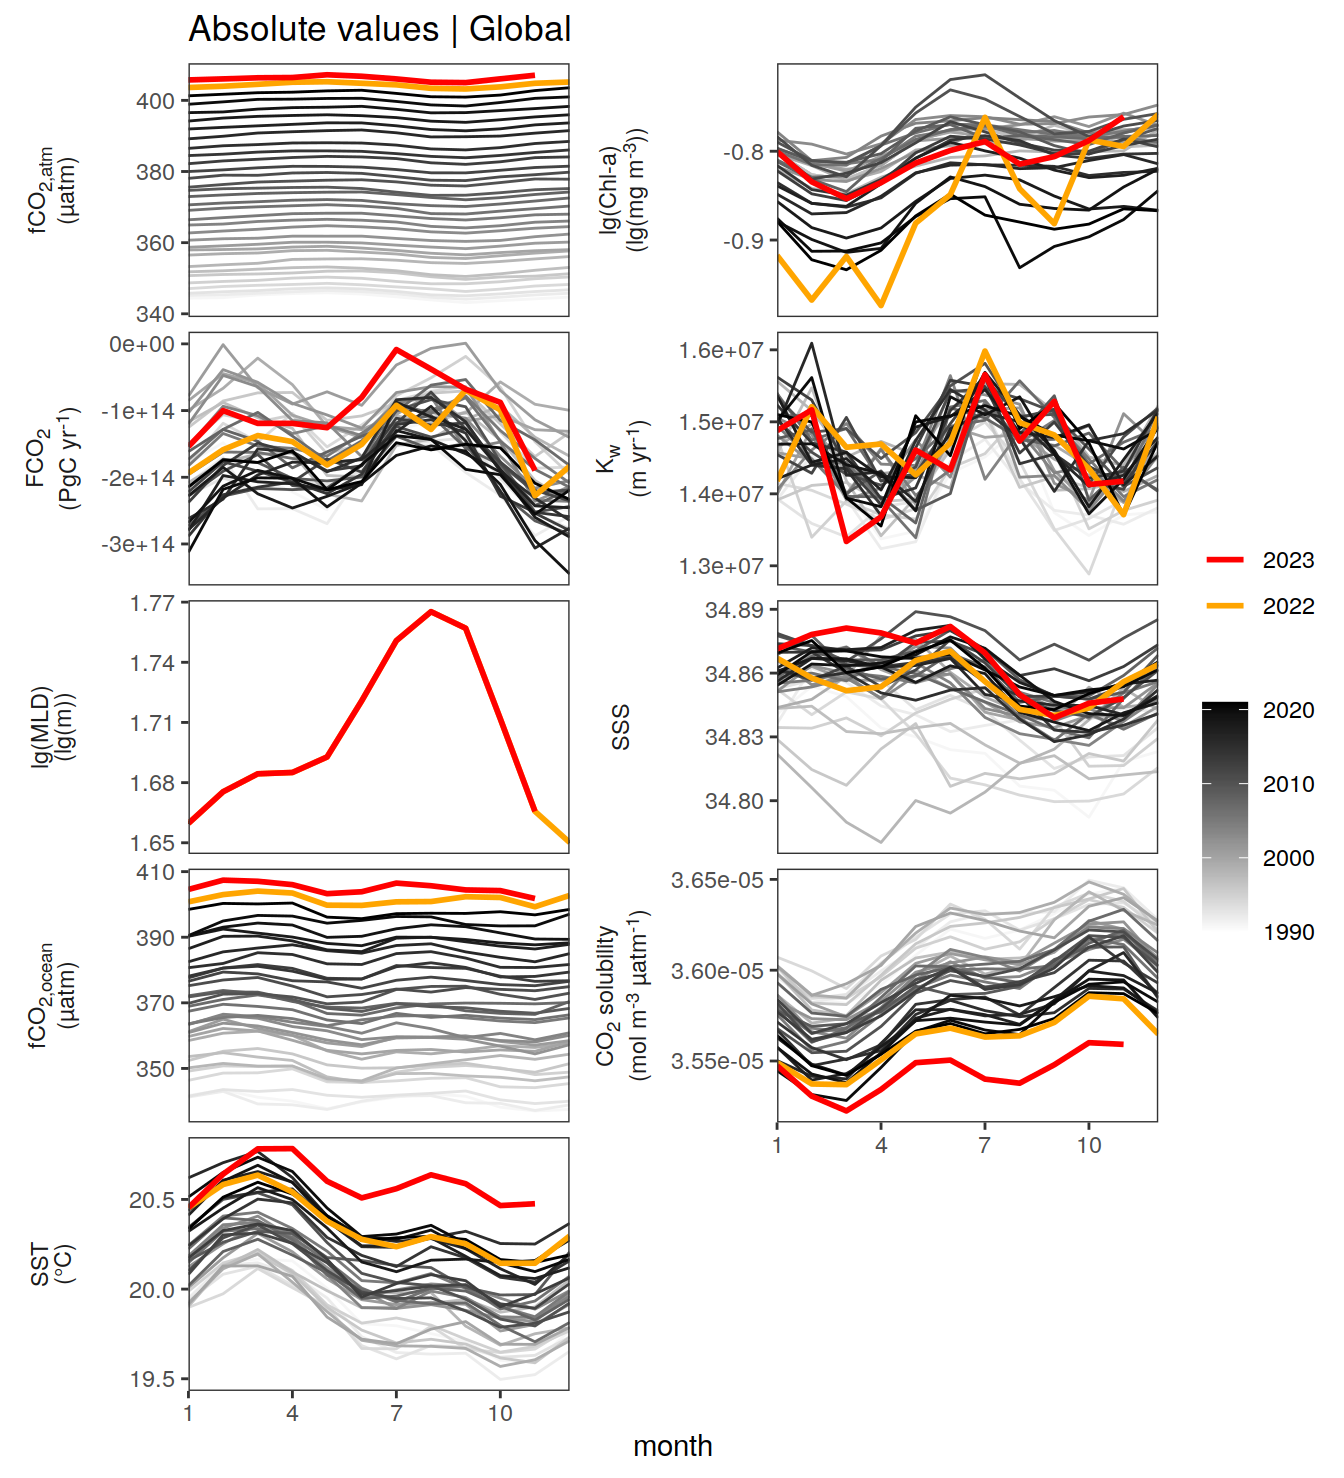 Absolute values | Global
fCO2,atm
(µatm)
400
380
360
340
lg(Chl-a)
(lg(mg m-3))
-0.8
-0.9
FCO2
(PgC yr-1)
0e+00
-1e+14
-2e+14
-3e+14
Kw
(m yr-1)
1.6e+07
1.5e+07
1.4e+07
1.3e+07
lg(MLD)
(lg(m))
1.77
1.74
1.71
1.68
1.65
SSS
34.89
34.86
34.83
34.80
fCO2,ocean
(µatm)
410
390
370
350
CO2 solubility
(mol m-3 µatm-1)
3.65e-05
3.60e-05
3.55e-05
1 4 7 10
SST
(°C)
20.5
20.0
19.5
1 4 7 10
month
2023
2022
2020
2010
2000
1990